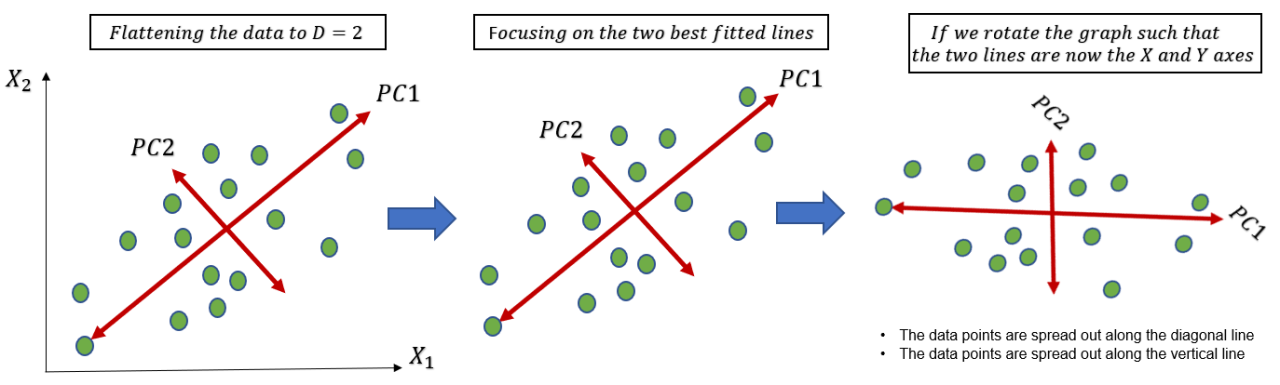 Flattening the data to D = 2
X₂
PC1
PC2
X₁
Focusing on the two best fitted lines
PC1
PC2
If we rotate the graph such that
the two lines are now the X and Y axes
PC2
PC1
• The data points are spread out along the diagonal line
• The data points are spread out along the vertical line